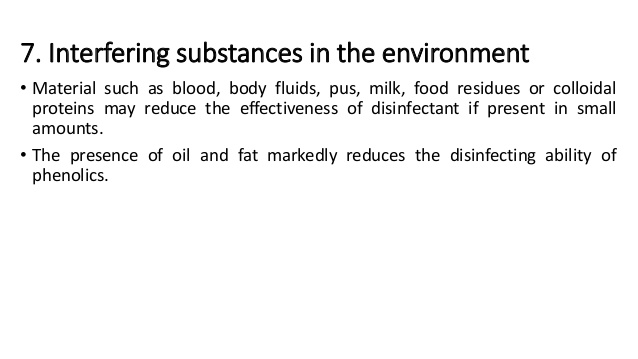 7. Interfering substances in the environment
• Material such as blood, body fluids, pus, milk, food residues or colloidal
proteins may reduce the effectiveness of disinfectant if present in small
amounts.
• The presence of oil and fat markedly reduces the disinfecting ability of
phenolics.